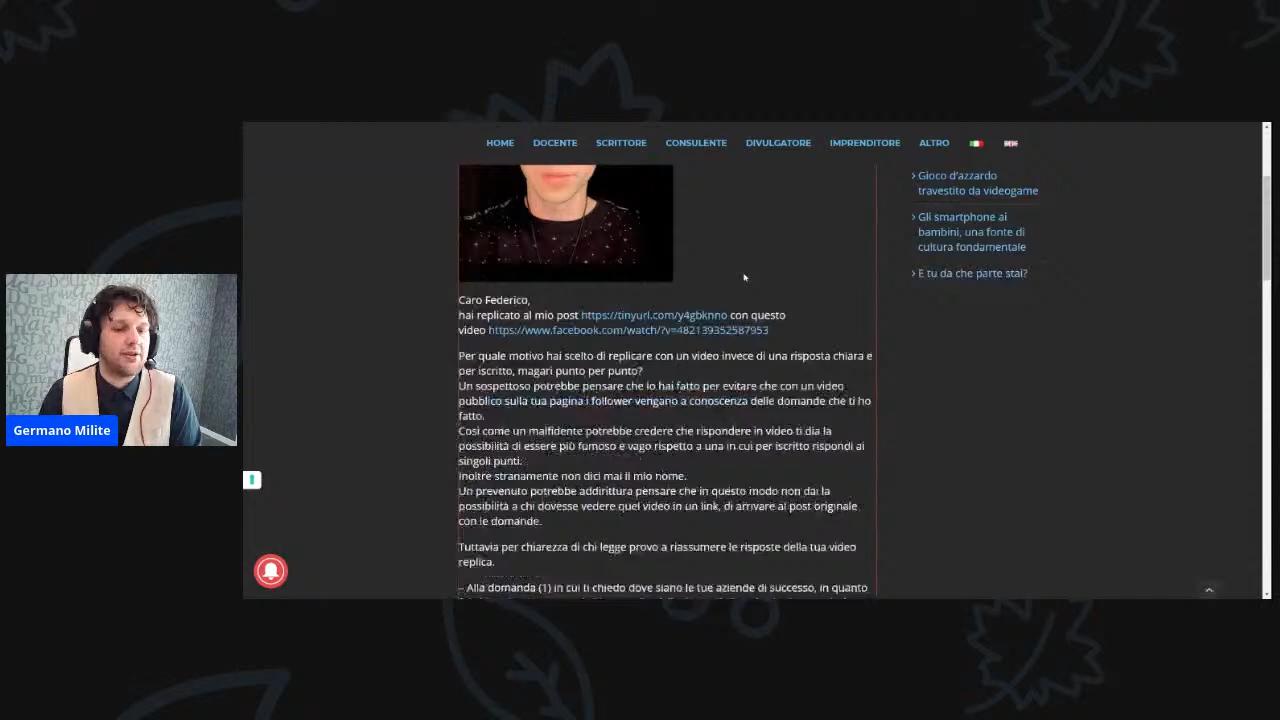 HOME DOCENTE SCRITTORE CONSULENTE DIVULGATORE IMPRENDITORE ALTRO
Caro Federico,
hai replicato al mio post https://tinyurl.com/y4gbknno con questo
video https://www.facebook.com/watch/?v=482139352587953
Per quale motivo hai scelto di replicare con un video invece di una risposta chiara e
per iscritto, magari punto per punto?
Un sospettoso potrebbe pensare che lo hai fatto per evitare che con un video
pubblico sulla tua pagina i follower vengano a conoscenza delle domande che ti ho
fatto.
Così come un malfidente potrebbe credere che rispondere in video ti dia la
possibilità di essere più fumoso e vago rispetto a una in cui per iscritto rispondi ai
singoli punti.
Inoltre stranamente non dici mai il mio nome.
Un prevenuto potrebbe addirittura pensare che in questo modo non dai la
possibilità a chi dovesse vedere quel video in un link, di arrivare al post originale
con le domande.
Tuttavia per chiarezza di chi legge provo a riassumere le risposte della tua video
replica.
– Alla domanda (1) in cui ti chiedo dove siano le tue aziende di successo, in quanto
› Gioco d'azzardo
travestito da videogame
› Gli smartphone ai
bambini, una fonte di
cultura fondamentale
› E tu da che parte stai?
Germano Milite